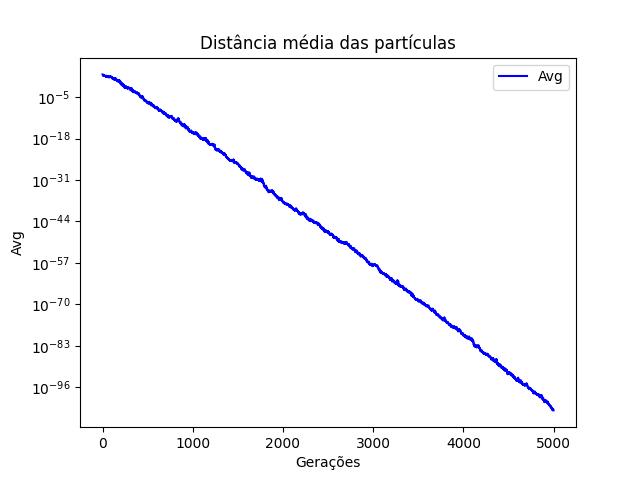 Distância média das partículas
Avg
10⁻⁵
10⁻¹⁸
10⁻³¹
10⁻⁴⁴
10⁻⁵⁷
10⁻⁷⁰
10⁻⁸³
10⁻⁹⁶
Avg
0 1000 2000 3000 4000 5000
Gerações